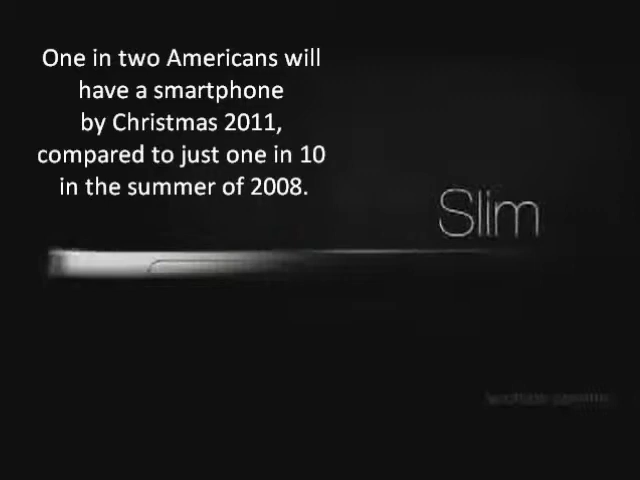 One in two Americans will
have a smartphone
by Christmas 2011,
compared to just one in 10
in the summer of 2008.
Slim